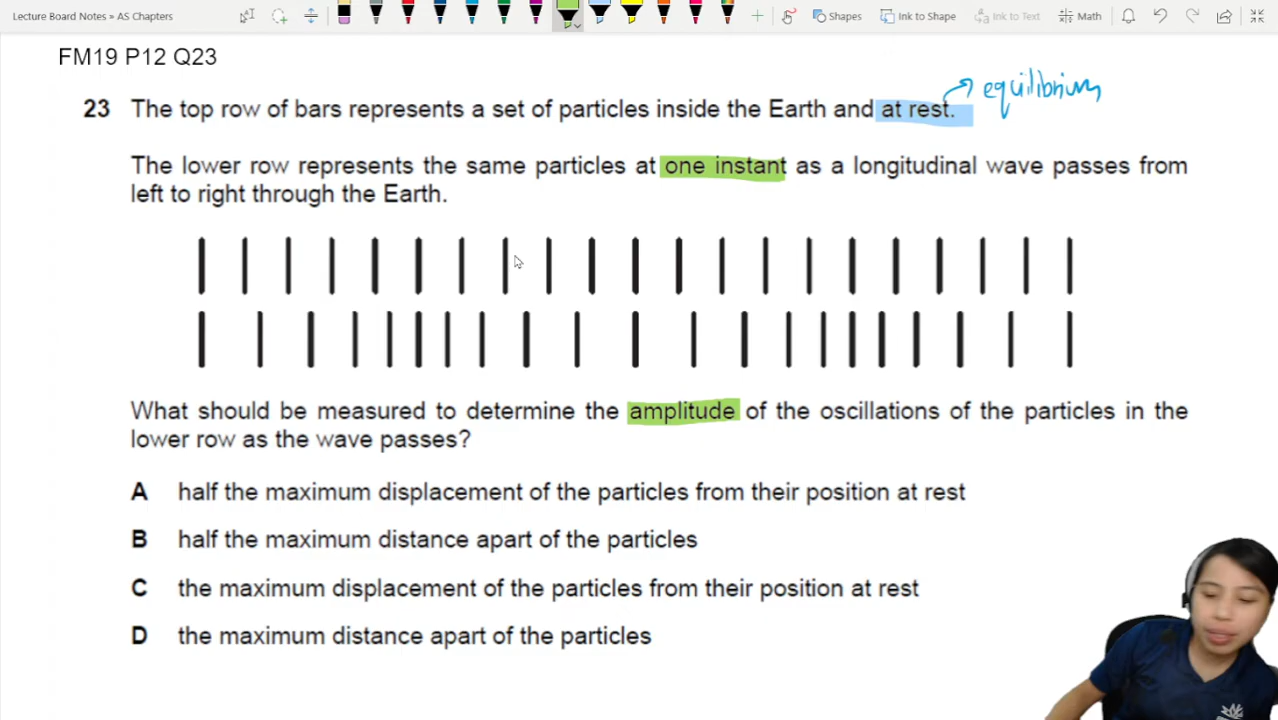 Lecture Board Notes » AS Chapters
Shapes
Ink to Shape
Ink to Text
Math
FM19 P12 Q23
23 The top row of bars represents a set of particles inside the Earth and at rest.
equilibrium
The lower row represents the same particles at one instant as a longitudinal wave passes from
left to right through the Earth.
What should be measured to determine the amplitude of the oscillations of the particles in the
lower row as the wave passes?
A half the maximum displacement of the particles from their position at rest
B half the maximum distance apart of the particles
C the maximum displacement of the particles from their position at rest
D the maximum distance apart of the particles